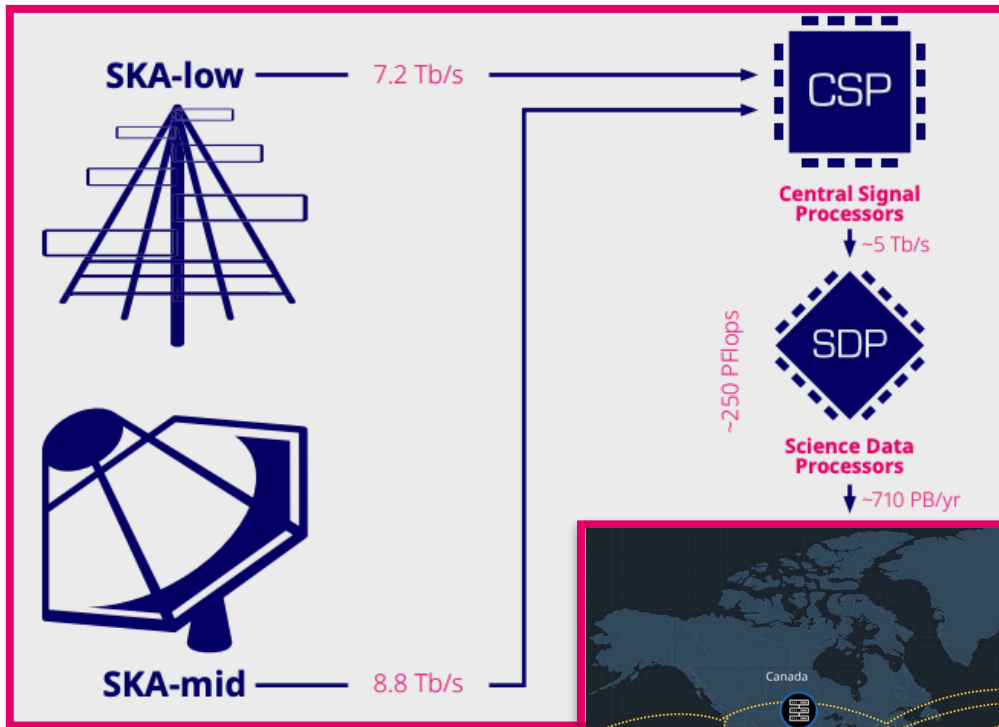 SKA-low
7.2 Tb/s
CSP
Central Signal
Processors
~5 Tb/s
SDP
~250 PFlops
Science Data
Processors
~710 PB/yr
SKA-mid
8.8 Tb/s
Canada